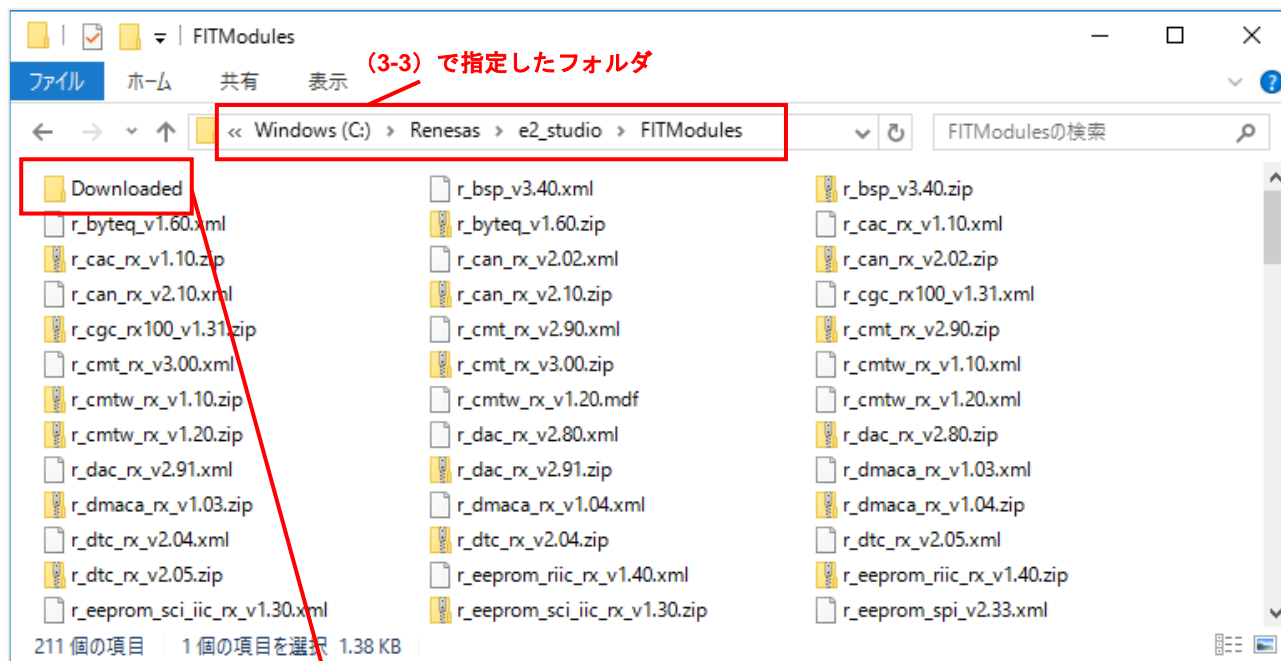 FITModules
ファイル ホーム 共有 表示
（3-3）で指定したフォルダ
« Windows (C:) › Renesas › e2_studio › FITModules
FITModulesの検索
Downloaded r_bsp_v3.40.xml r_bsp_v3.40.zip
r_byteq_v1.60.xml r_byteq_v1.60.zip r_cac_rx_v1.10.xml
r_cac_rx_v1.10.zip r_can_rx_v2.02.xml r_can_rx_v2.02.zip
r_can_rx_v2.10.xml r_can_rx_v2.10.zip r_cgc_rx100_v1.31.xml
r_cgc_rx100_v1.31.zip r_cmt_rx_v2.90.xml r_cmt_rx_v2.90.zip
r_cmt_rx_v3.00.xml r_cmt_rx_v3.00.zip r_cmtw_rx_v1.10.xml
r_cmtw_rx_v1.10.zip r_cmtw_rx_v1.20.mdf r_cmtw_rx_v1.20.xml
r_cmtw_rx_v1.20.zip r_dac_rx_v2.80.xml r_dac_rx_v2.80.zip
r_dac_rx_v2.91.xml r_dac_rx_v2.91.zip r_dmaca_rx_v1.03.xml
r_dmaca_rx_v1.03.zip r_dmaca_rx_v1.04.xml r_dmaca_rx_v1.04.zip
r_dtc_rx_v2.04.xml r_dtc_rx_v2.04.zip r_dtc_rx_v2.05.xml
r_dtc_rx_v2.05.zip r_eeprom_riic_rx_v1.40.xml r_eeprom_riic_rx_v1.40.zip
r_eeprom_sci_iic_rx_v1.30.xml r_eeprom_sci_iic_rx_v1.30.zip r_eeprom_spi_v2.33.xml
211 個の項目 1 個の項目を選択 1.38 KB